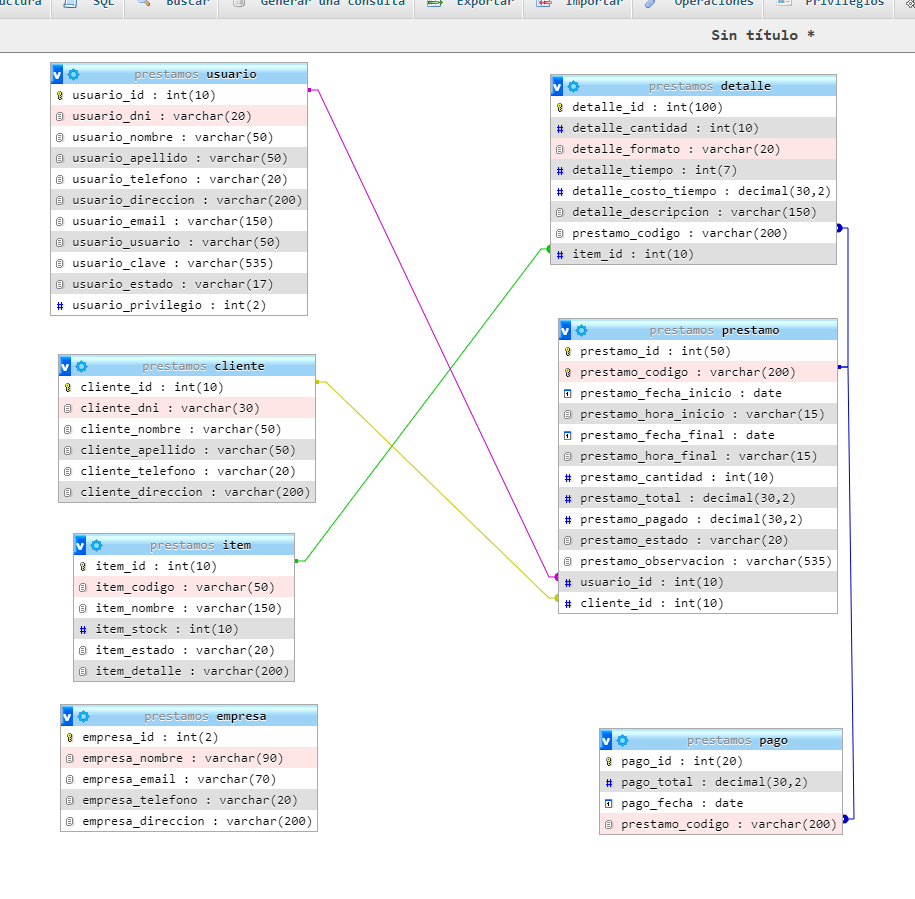 SQL Buscar Generar una consulta Exportar Importar Operaciones Privilegios
Sin título *
prestamos usuario
usuario_id : int(10)
usuario_dni : varchar(20)
usuario_nombre : varchar(50)
usuario_apellido : varchar(50)
usuario_telefono : varchar(20)
usuario_direccion : varchar(200)
usuario_email : varchar(150)
usuario_usuario : varchar(50)
usuario_clave : varchar(535)
usuario_estado : varchar(17)
usuario_privilegio : int(2)
prestamos cliente
cliente_id : int(10)
cliente_dni : varchar(30)
cliente_nombre : varchar(50)
cliente_apellido : varchar(50)
cliente_telefono : varchar(20)
cliente_direccion : varchar(200)
prestamos item
item_id : int(10)
item_codigo : varchar(50)
item_nombre : varchar(150)
item_stock : int(10)
item_estado : varchar(20)
item_detalle : varchar(200)
prestamos empresa
empresa_id : int(2)
empresa_nombre : varchar(90)
empresa_email : varchar(70)
empresa_telefono : varchar(20)
empresa_direccion : varchar(200)
prestamos detalle
detalle_id : int(100)
detalle_cantidad : int(10)
detalle_formato : varchar(20)
detalle_tiempo : int(7)
detalle_costo_tiempo : decimal(30,2)
detalle_descripcion : varchar(150)
prestamo_codigo : varchar(200)
item_id : int(10)
prestamos prestamo
prestamo_id : int(50)
prestamo_codigo : varchar(200)
prestamo_fecha_inicio : date
prestamo_hora_inicio : varchar(15)
prestamo_fecha_final : date
prestamo_hora_final : varchar(15)
prestamo_cantidad : int(10)
prestamo_total : decimal(30,2)
prestamo_pagado : decimal(30,2)
prestamo_estado : varchar(20)
prestamo_observacion : varchar(535)
usuario_id : int(10)
cliente_id : int(10)
prestamos pago
pago_id : int(20)
pago_total : decimal(30,2)
pago_fecha : date
prestamo_codigo : varchar(200)